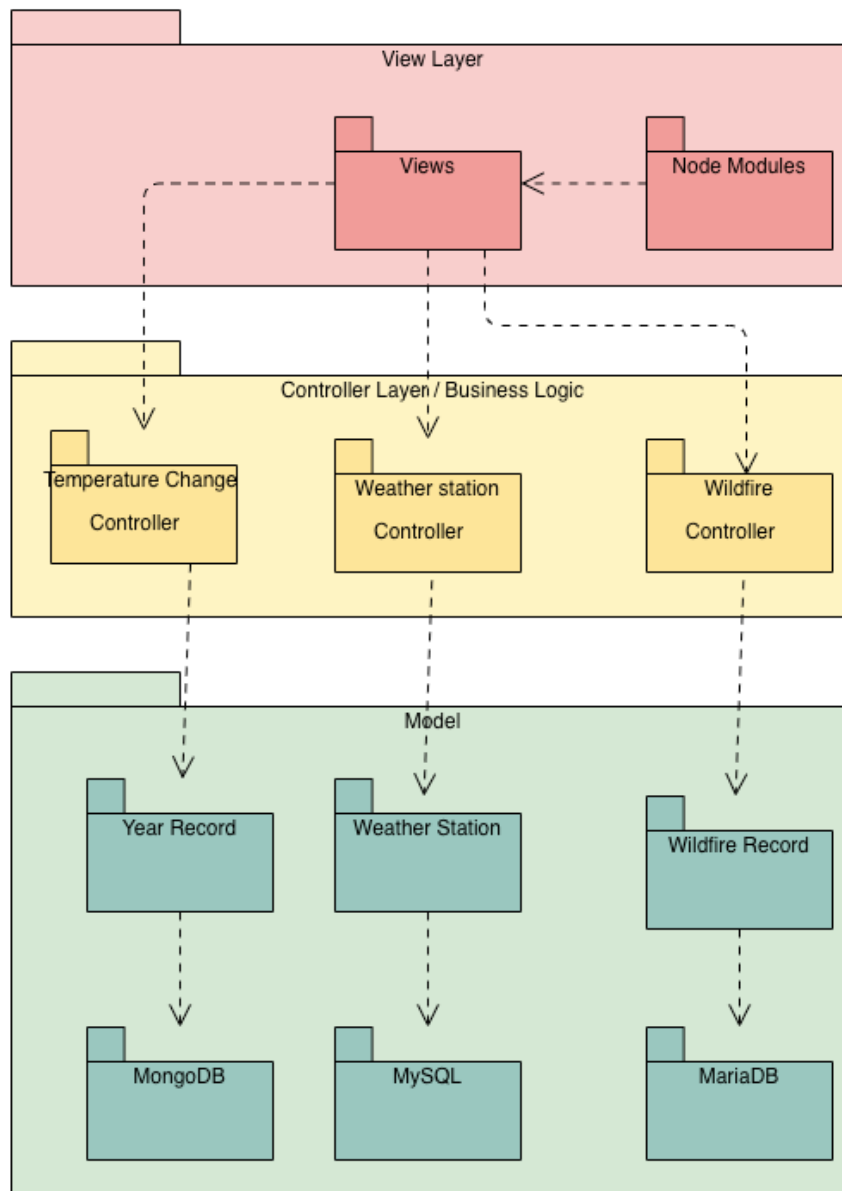 View Layer
Views
Node Modules
Controller Layer / Business Logic
Temperature Change
Controller
Weather station
Controller
Wildfire
Controller
Model
Year Record
Weather Station
Wildfire Record
MongoDB
MySQL
MariaDB